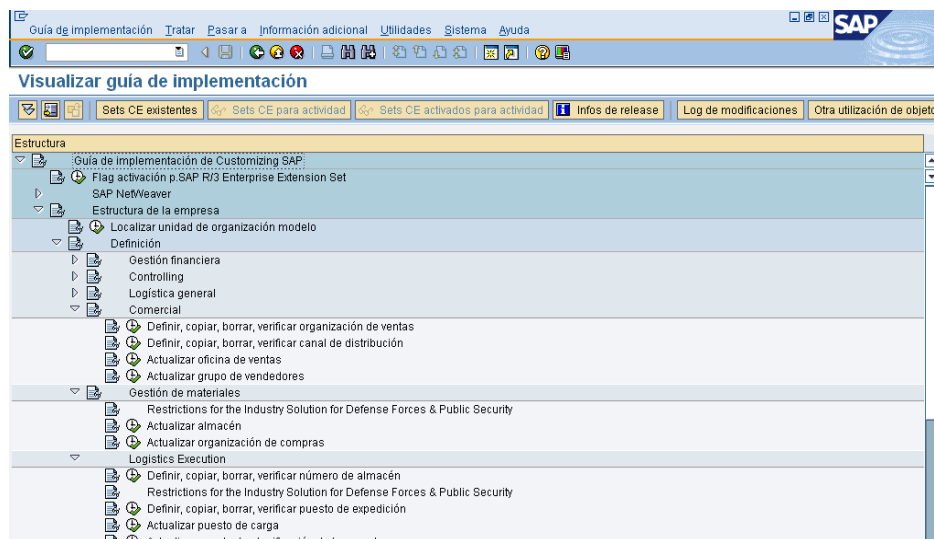 Guía de implementación Tratar Pasar a Información adicional Utilidades Sistema Ayuda
SAP
Visualizar guía de implementación
Sets CE existentes Sets CE para actividad Sets CE activados para actividad Infos de release Log de modificaciones Otra utilización de objeto
Estructura
Guía de implementación de Customizing SAP
Flag activación p.SAP R/3 Enterprise Extension Set
SAP NetWeaver
Estructura de la empresa
Localizar unidad de organización modelo
Definición
Gestión financiera
Controlling
Logística general
Comercial
Definir, copiar, borrar, verificar organización de ventas
Definir, copiar, borrar, verificar canal de distribución
Actualizar oficina de ventas
Actualizar grupo de vendedores
Gestión de materiales
Restrictions for the Industry Solution for Defense Forces & Public Security
Actualizar almacén
Actualizar organización de compras
Logistics Execution
Definir, copiar, borrar, verificar número de almacén
Restrictions for the Industry Solution for Defense Forces & Public Security
Definir, copiar, borrar, verificar puesto de expedición
Actualizar puesto de carga